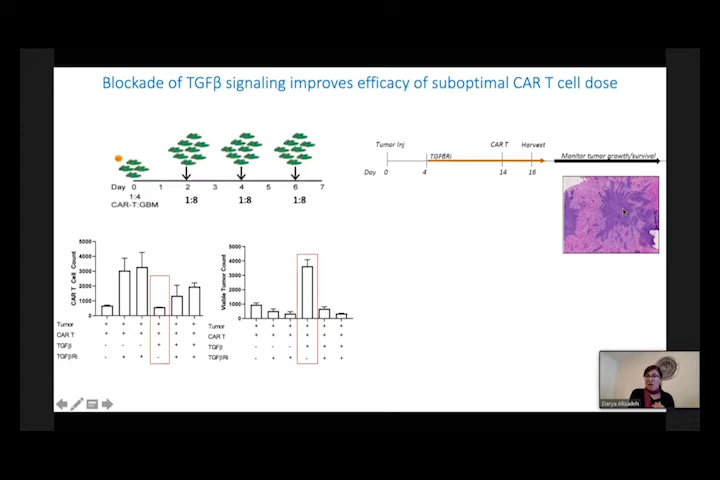 Blockade of TGFβ signaling improves efficacy of suboptimal CAR T cell dose
Day 0 1 2 3 4 5 6 7
1:4 1:8 1:8 1:8
CAR-T:GBM
Tumor Inj CAR T Harvest
TGFBRi Monitor tumor growth/survival
Day 0 4 14 16
CAR T Cell Count
5000
4000
3000
2000
1000
0
Tumor + + + + + +
CAR T + + + + + +
TGFβ - - - + + +
TGFβRi - + + - + +
Viable Tumor Count
5000
4000
3000
2000
1000
0
Tumor + + + + + +
CAR T + + + + + +
TGFβ - - - + + +
TGFβRi - + + - + +
Darya Alizadeh